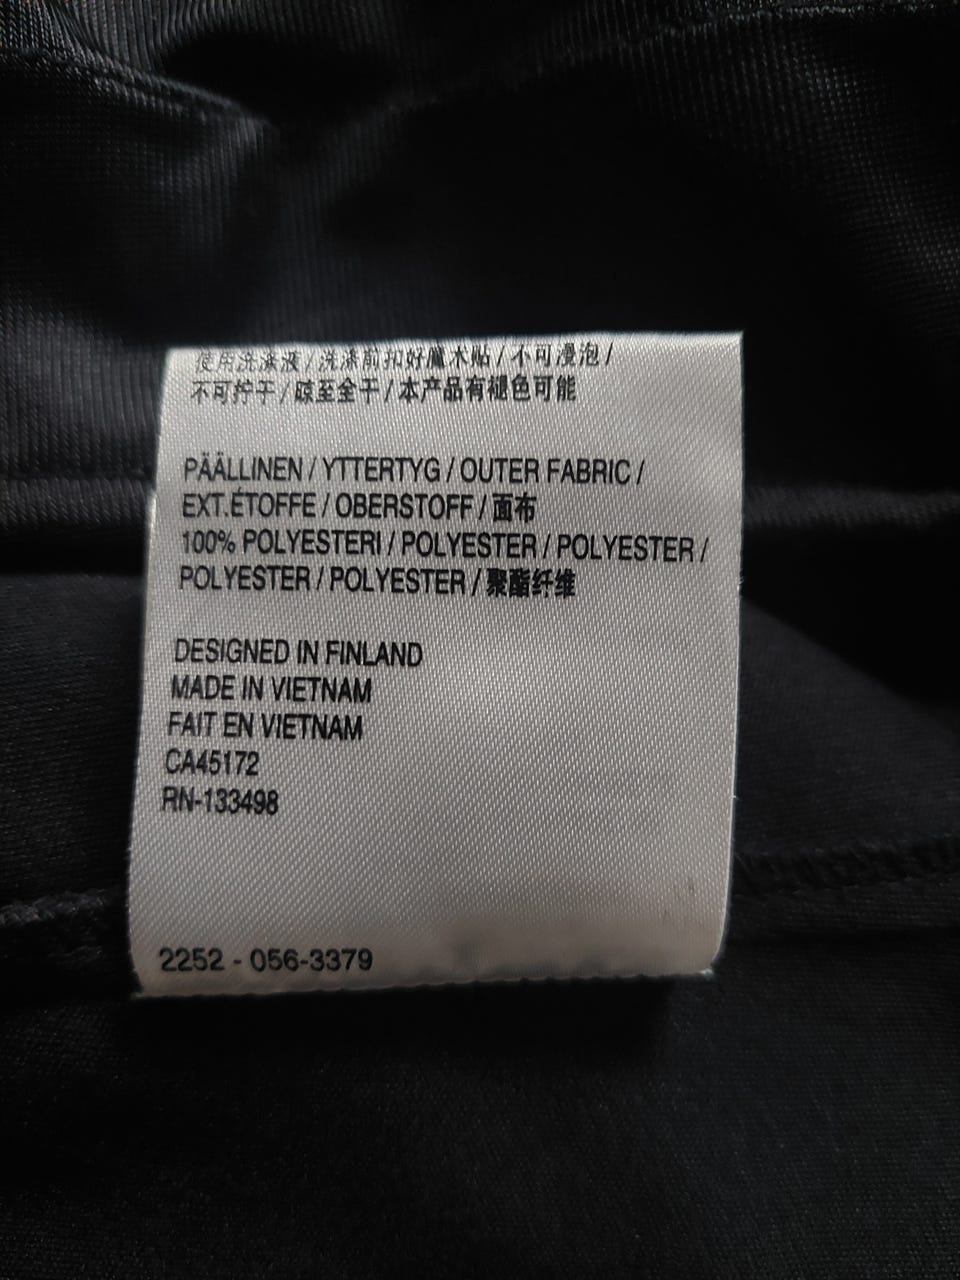 使用洗涤液 / 洗涤前扣好魔术贴 / 不可浸泡 /
不可拧干 / 晾至全干 / 本产品有褪色可能
PÄÄLLINEN / YTTERTYG / OUTER FABRIC /
EXT.ÉTOFFE / OBERSTOFF / 面布
100% POLYESTERI / POLYESTER / POLYESTER /
POLYESTER / POLYESTER / 聚酯纤维
DESIGNED IN FINLAND
MADE IN VIETNAM
FAIT EN VIETNAM
CA45172
RN-133498
2252 - 056-3379